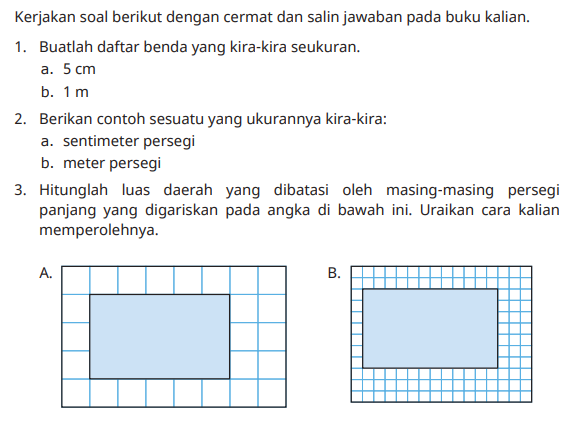 Kerjakan soal berikut dengan cermat dan salin jawaban pada buku kalian.
1. Buatlah daftar benda yang kira-kira seukuran.
a. 5 cm
b. 1 m
2. Berikan contoh sesuatu yang ukurannya kira-kira:
a. sentimeter persegi
b. meter persegi
3. Hitunglah luas daerah yang dibatasi oleh masing-masing persegi
panjang yang digariskan pada angka di bawah ini. Uraikan cara kalian
memperolehnya.
A. B.